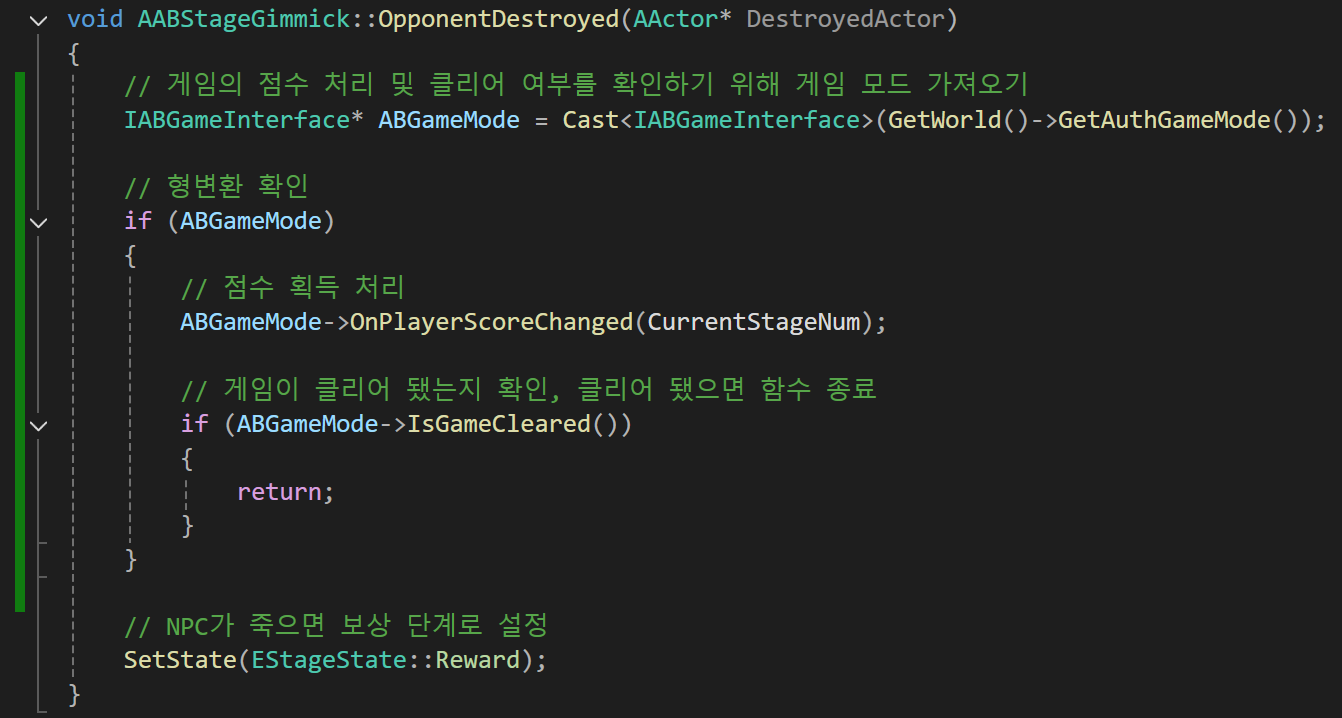 void AABStageGimmick::OpponentDestroyed(AActor* DestroyedActor)
{
// 게임의 점수 처리 및 클리어 여부를 확인하기 위해 게임 모드 가져오기
IABGameInterface* ABGameMode = Cast<IABGameInterface>(GetWorld()->GetAuthGameMode());
// 형변환 확인
if (ABGameMode)
{
// 점수 획득 처리
ABGameMode->OnPlayerScoreChanged(CurrentStageNum);
// 게임이 클리어 됐는지 확인, 클리어 됐으면 함수 종료
if (ABGameMode->IsGameCleared())
{
return;
}
}
// NPC가 죽으면 보상 단계로 설정
SetState(EStageState::Reward);
}